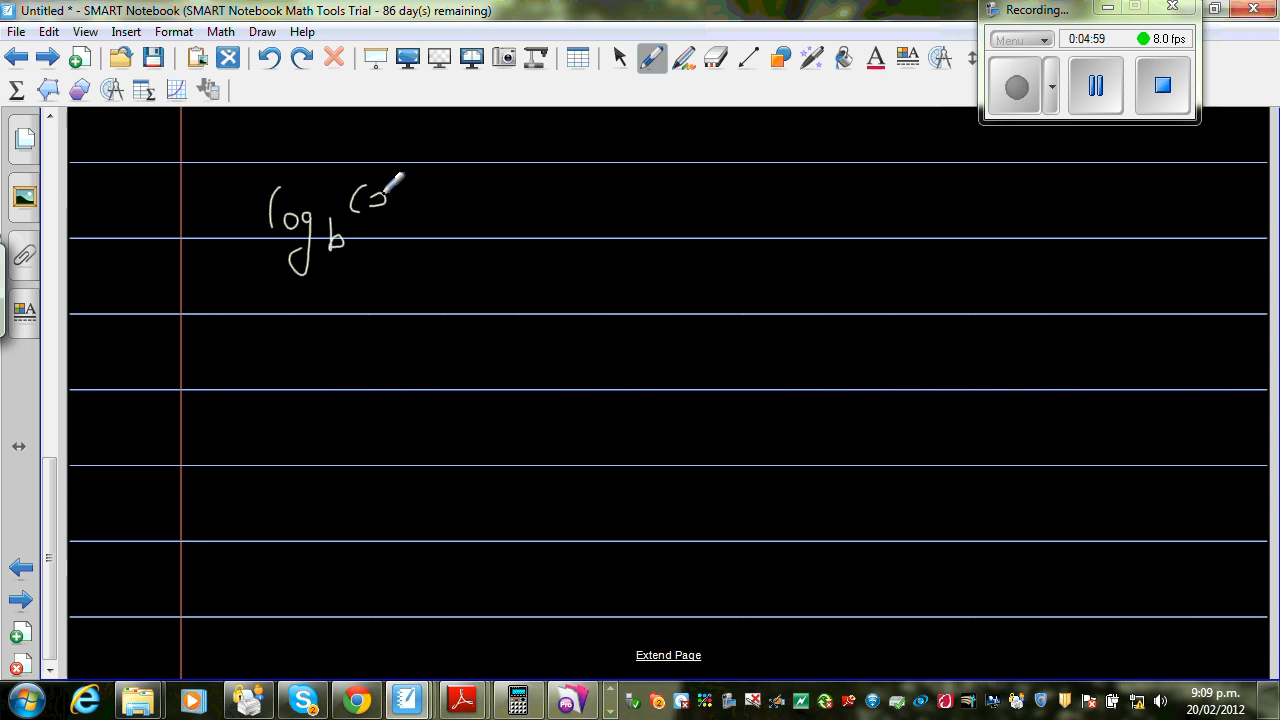 Untitled * - SMART Notebook (SMART Notebook Math Tools Trial - 86 day(s) remaining)
Recording...
File Edit View Insert Format Math Draw Help
Menu 0:04:59 8.0 fps
log b (
Extend Page
9:09 p.m.
20/02/2012